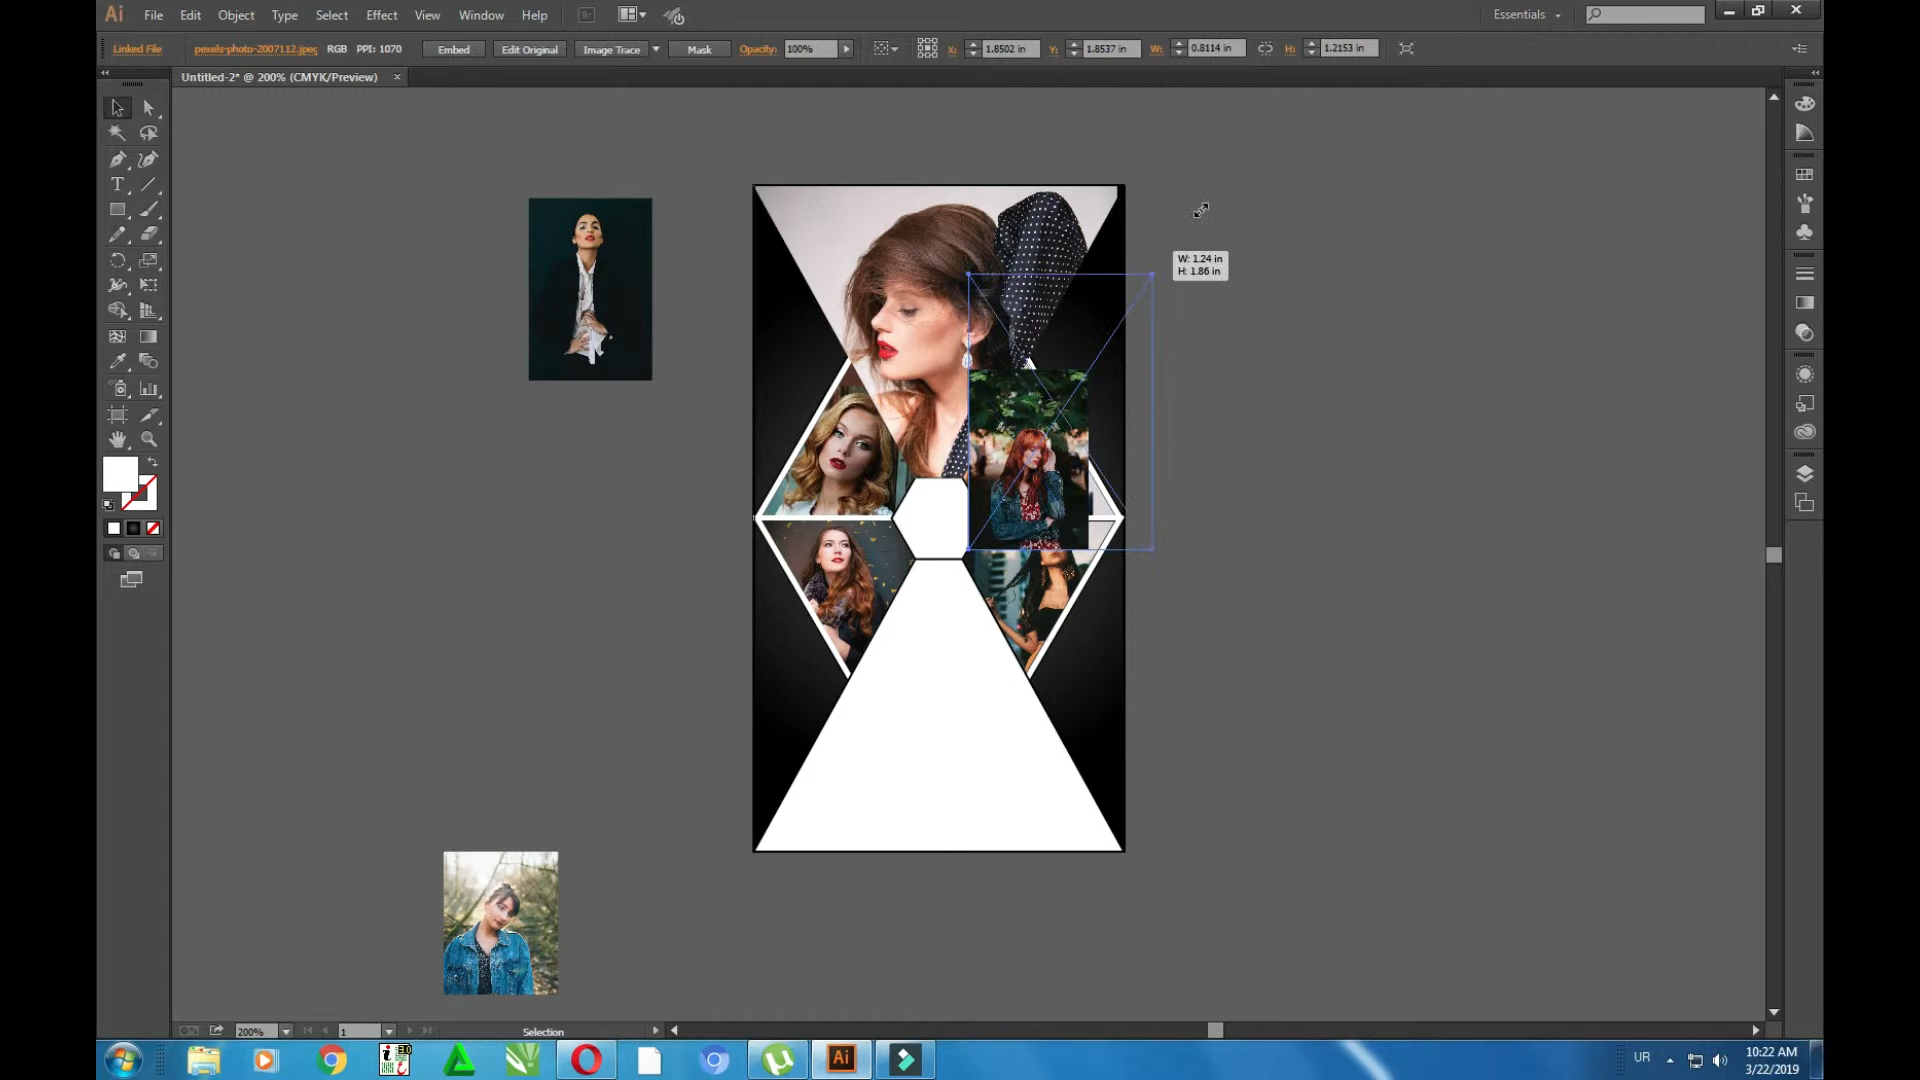 Ai File Edit Object Type Select Effect View Window Help Br Essentials
Linked File pexels-photo-2007112.jpeg RGB PPI: 1070 Embed Edit Original Image Trace Mask Opacity: 100% X: 1.8502 in Y: 1.8537 in W: 0.8114 in H: 1.2153 in
Untitled-2* @ 200% (CMYK/Preview)
W: 1.24 in
H: 1.86 in
200% 1 Selection
Ai UR 10:22 AM
3/22/2019